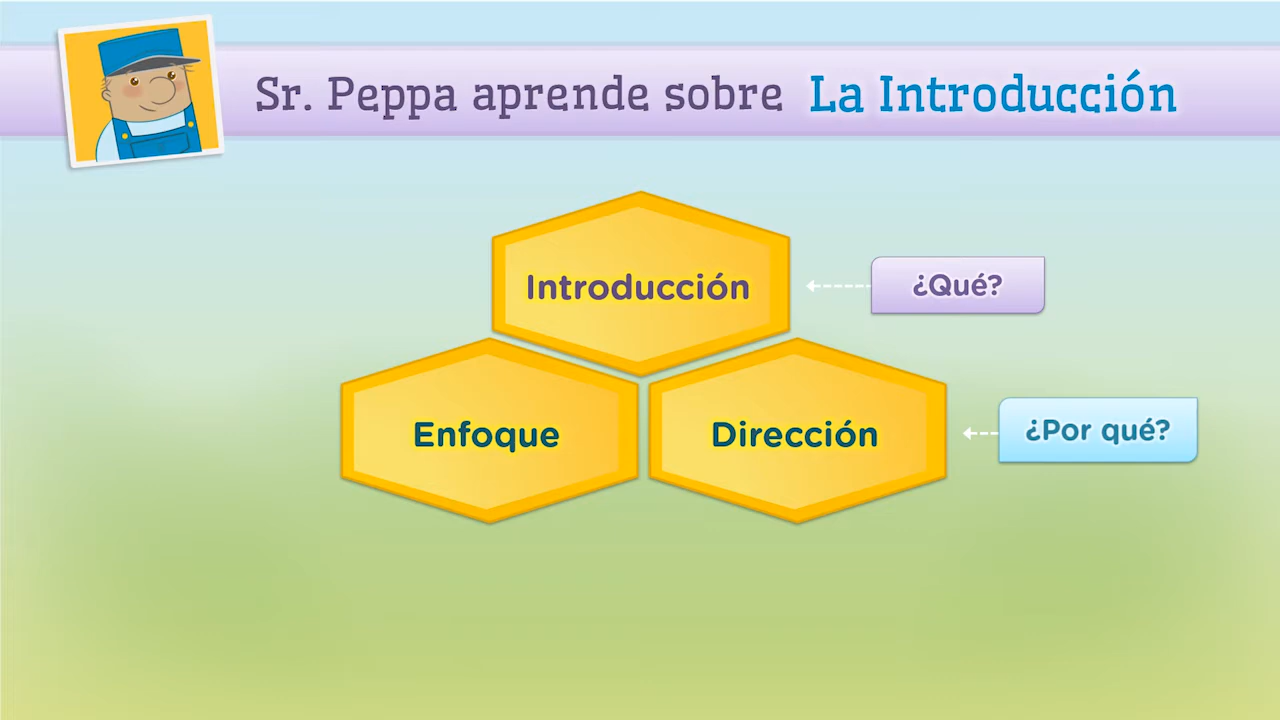 Sr. Peppa aprende sobre La Introducción
Introducción
¿Qué?
Enfoque
Dirección
¿Por qué?